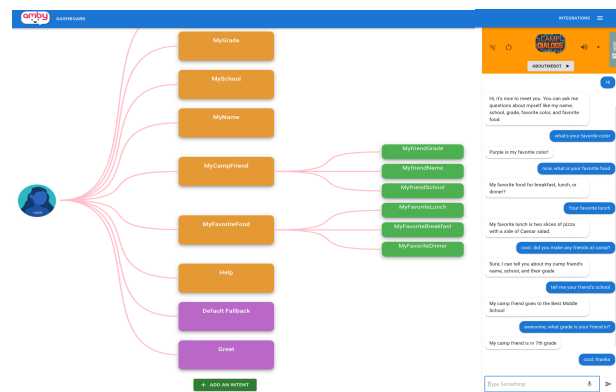 amby DASHBOARD
INTEGRATIONS
MyGrade
MySchool
MyName
MyCampFriend
MyFavoriteFood
Help
Default Fallback
Greet
+ ADD AN INTENT
USER
MyfriendGrade
MyfriendName
MyfriendSchool
MyFavoriteLunch
MyFavoriteBreakfast
MyFavoriteDinner
CAMP
DIALOGS
ABOUTMEBOT
Hi
Hi, it's nice to meet you. You can ask me
questions about myself like my name,
school, grade, favorite color, and favorite
food.
what's your favorite color
Purple is my favorite color!
nice, what is your favorite food
My favorite food for breakfast, lunch, or
dinner?
Your favorite lunch
My favorite lunch is two slices of pizza
with a side of Caesar salad.
cool. did you make any friends at camp?
Sure, I can tell you about my camp friend's
name, school, and their grade.
tell me your friend's school
My camp friend goes to the Best Middle
School
awesome, what grade is your friend in?
My camp friend is in 7th grade
cool, thanks
Type Something!